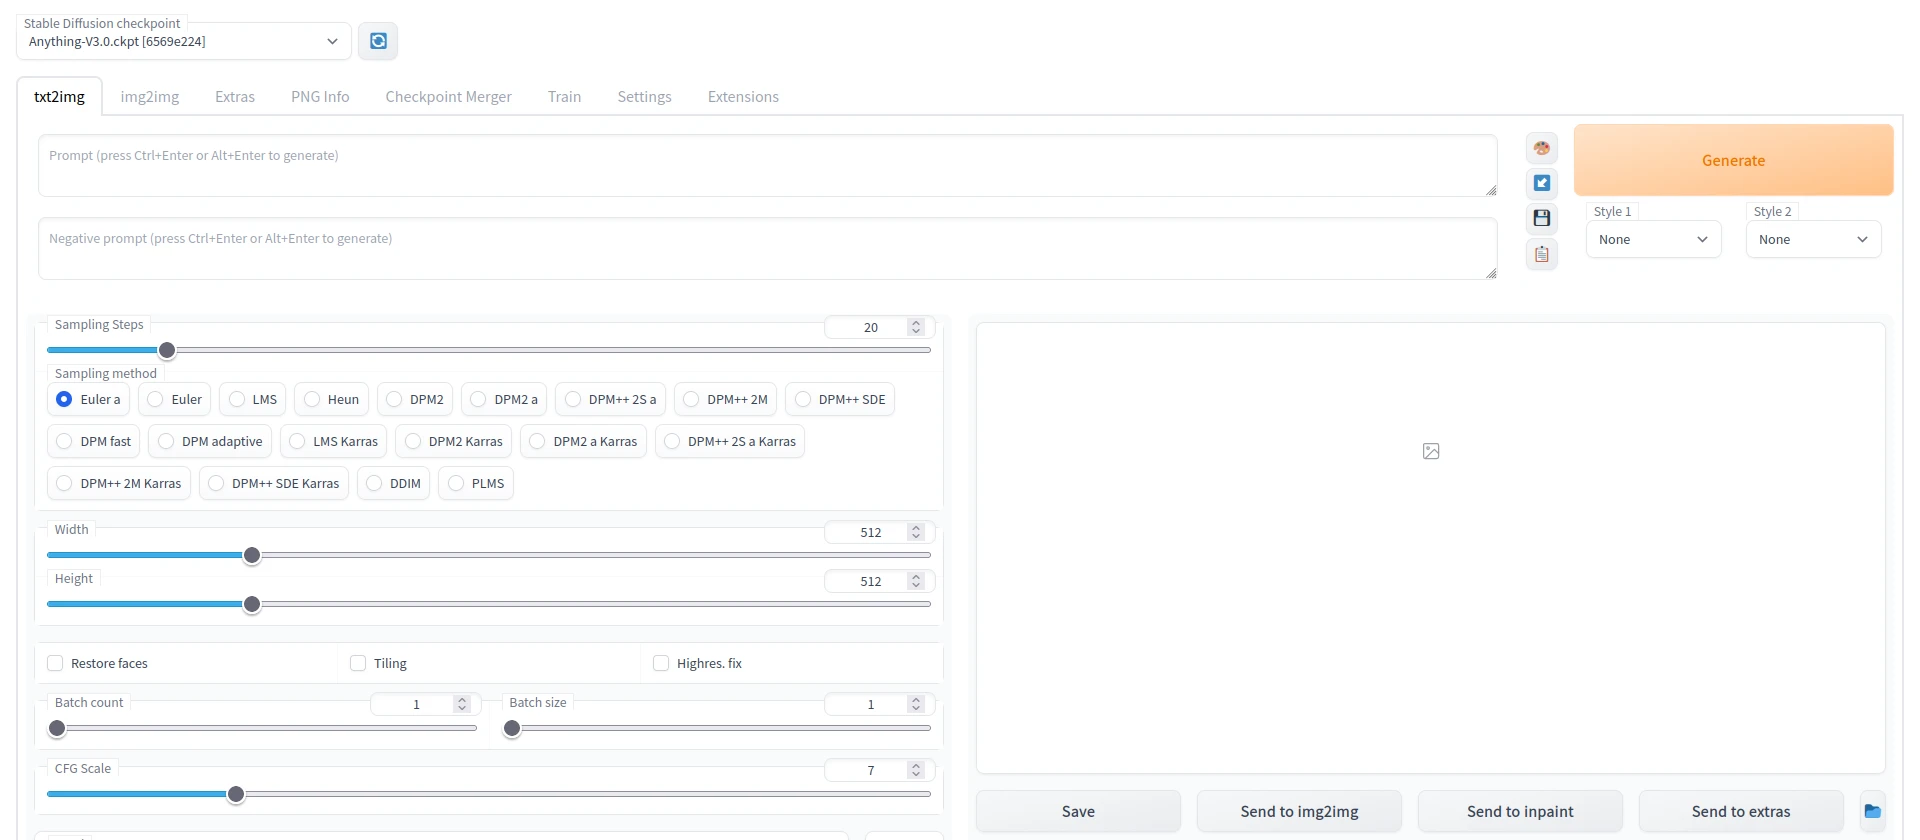 Stable Diffusion checkpoint
Anything-V3.0.ckpt [6569e224]
txt2img img2img Extras PNG Info Checkpoint Merger Train Settings Extensions
Prompt (press Ctrl+Enter or Alt+Enter to generate)
Generate
Negative prompt (press Ctrl+Enter or Alt+Enter to generate)
Style 1 Style 2
None None
Sampling Steps 20
Sampling method
Euler a Euler LMS Heun DPM2 DPM2 a DPM++ 2S a DPM++ 2M DPM++ SDE
DPM fast DPM adaptive LMS Karras DPM2 Karras DPM2 a Karras DPM++ 2S a Karras
DPM++ 2M Karras DPM++ SDE Karras DDIM PLMS
Width 512
Height 512
Restore faces Tiling Highres. fix
Batch count 1 Batch size 1
CFG Scale 7
Save Send to img2img Send to inpaint Send to extras